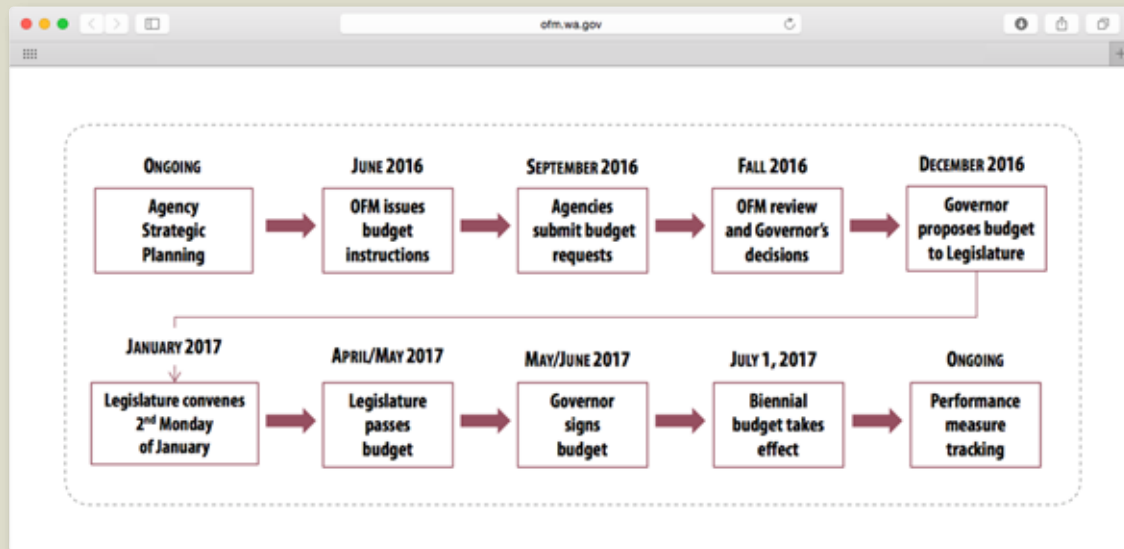 ofm.wa.gov
ONGOING
Agency
Strategic
Planning
JUNE 2016
OFM issues
budget
instructions
SEPTEMBER 2016
Agencies
submit budget
requests
FALL 2016
OFM review
and Governor's
decisions
DECEMBER 2016
Governor
proposes budget
to Legislature
JANUARY 2017
Legislature convenes
2nd Monday
of January
APRIL/MAY 2017
Legislature
passes
budget
MAY/JUNE 2017
Governor
signs
budget
JULY 1, 2017
Biennial
budget takes
effect
ONGOING
Performance
measure
tracking